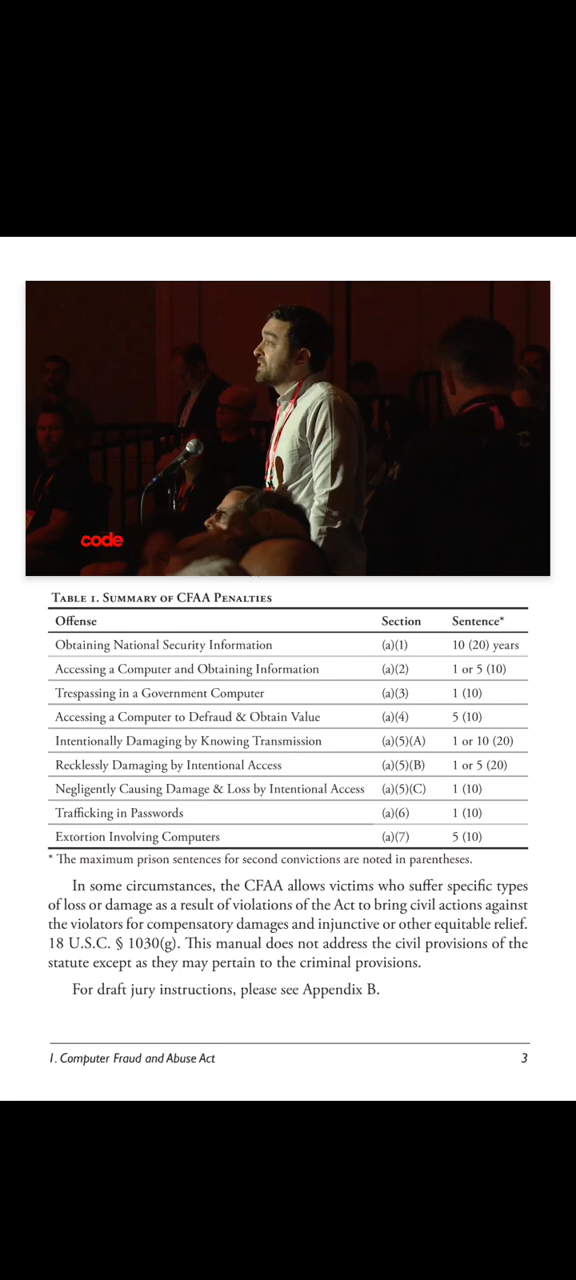 code
TABLE 1. SUMMARY OF CFAA PENALTIES
Offense Section Sentence*
Obtaining National Security Information (a)(1) 10 (20) years
Accessing a Computer and Obtaining Information (a)(2) 1 or 5 (10)
Trespassing in a Government Computer (a)(3) 1 (10)
Accessing a Computer to Defraud & Obtain Value (a)(4) 5 (10)
Intentionally Damaging by Knowing Transmission (a)(5)(A) 1 or 10 (20)
Recklessly Damaging by Intentional Access (a)(5)(B) 1 or 5 (20)
Negligently Causing Damage & Loss by Intentional Access (a)(5)(C) 1 (10)
Trafficking in Passwords (a)(6) 1 (10)
Extortion Involving Computers (a)(7) 5 (10)
* The maximum prison sentences for second convictions are noted in parentheses.
In some circumstances, the CFAA allows victims who suffer specific types
of loss or damage as a result of violations of the Act to bring civil actions against
the violators for compensatory damages and injunctive or other equitable relief.
18 U.S.C. § 1030(g). This manual does not address the civil provisions of the
statute except as they may pertain to the criminal provisions.
For draft jury instructions, please see Appendix B.
1. Computer Fraud and Abuse Act 3